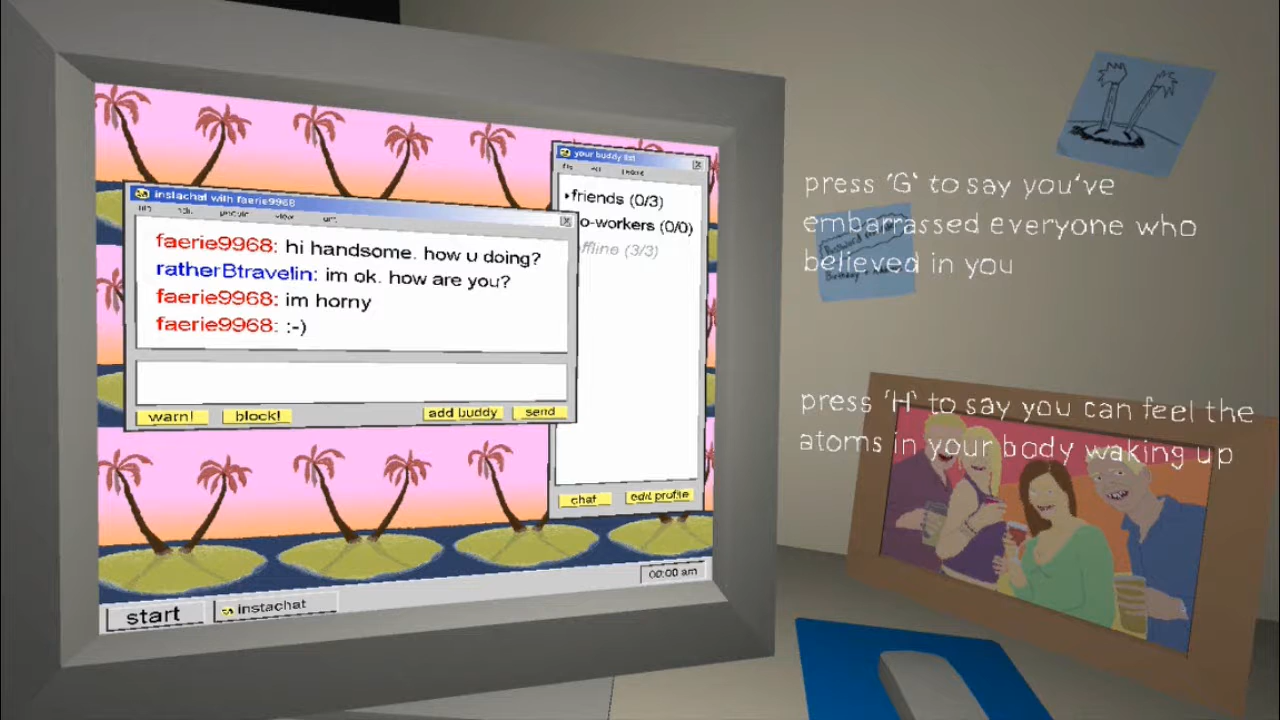 instachat with faerie9968
faerie9968: hi handsome. how u doing?
ratherBtravelin: im ok. how are you?
faerie9968: im horny
faerie9968: :-)
warn!
block!
add buddy
send
your buddy list
people
friends (0/3)
o-workers (0/0)
ffline (3/3)
chat
edit profile
start
instachat
00:00 am
press 'G' to say you've
embarrassed everyone who
believed in you
press 'H' to say you can feel the
atoms in your body waking up